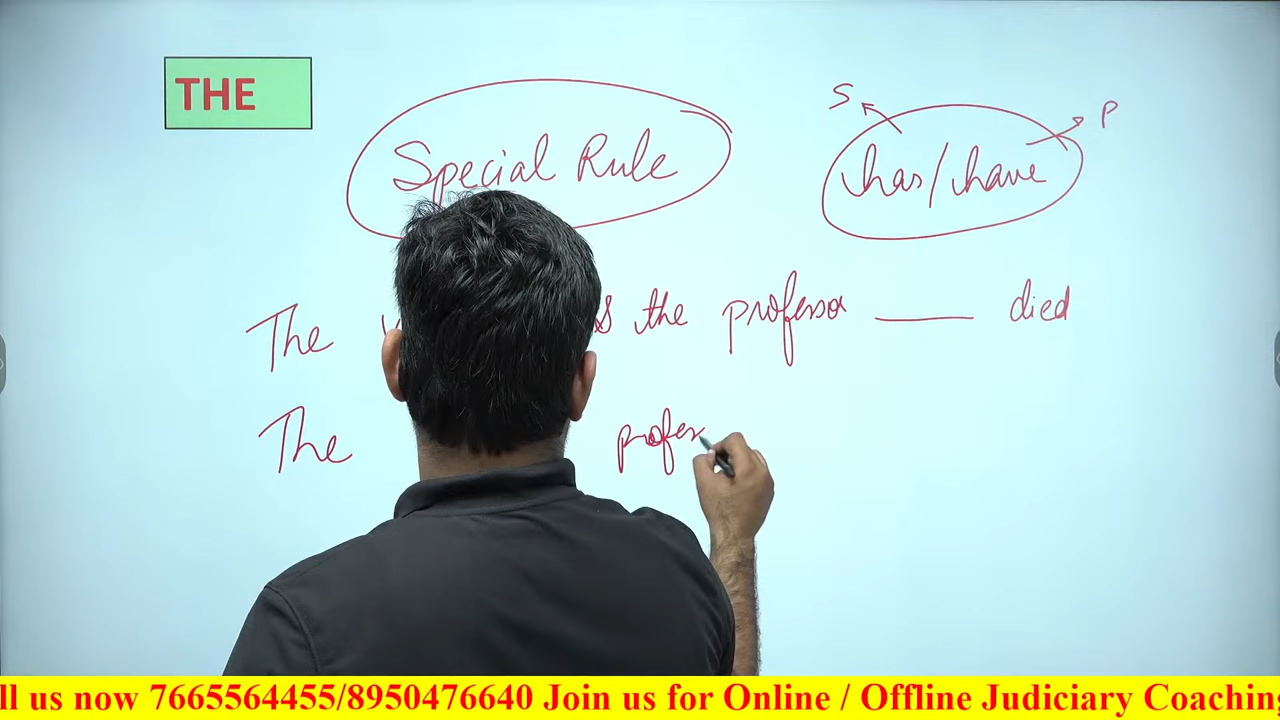 THE
Special Rule
S
P
has/have
The the professor ____ died
The profes
ll us now 7665564455/8950476640 Join us for Online / Offline Judiciary Coaching